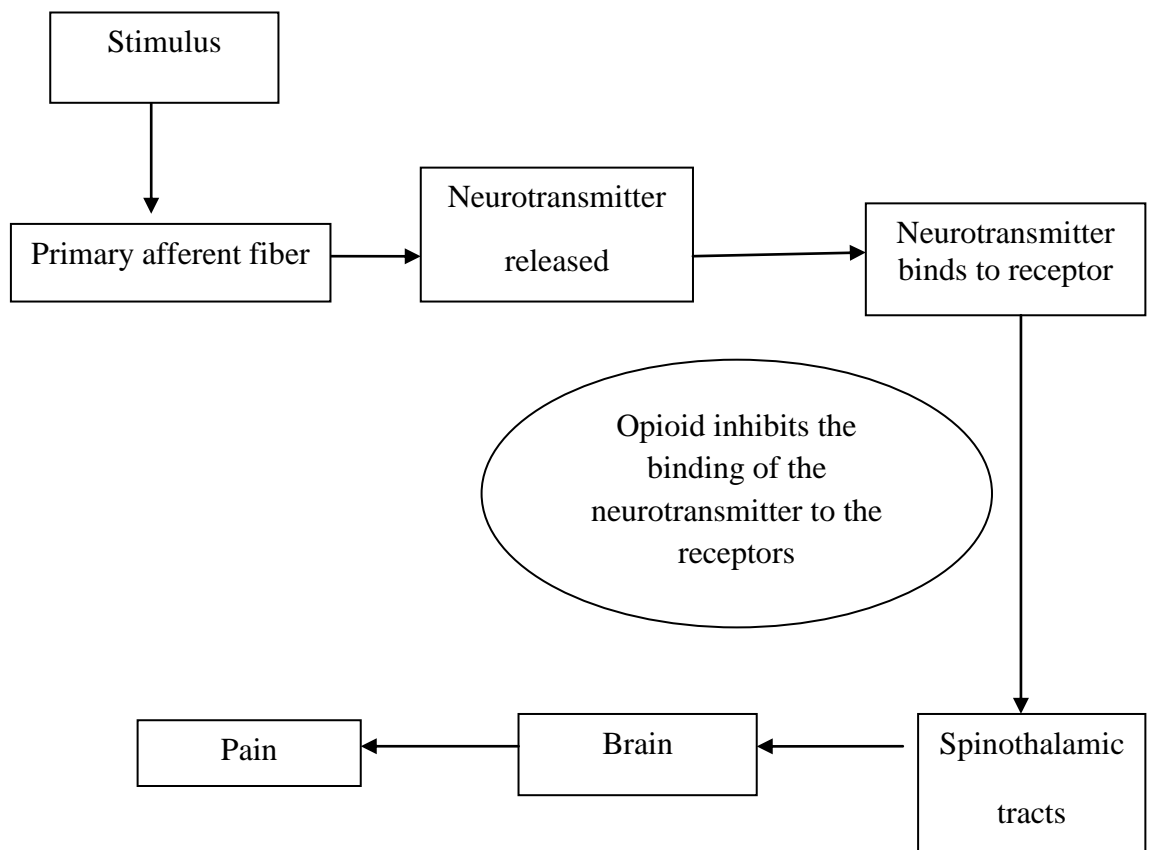 Stimulus
Primary afferent fiber
Neurotransmitter
released
Neurotransmitter
binds to receptor
Opioid inhibits the
binding of the
neurotransmitter to the
receptors
Spinothalamic
tracts
Brain
Pain